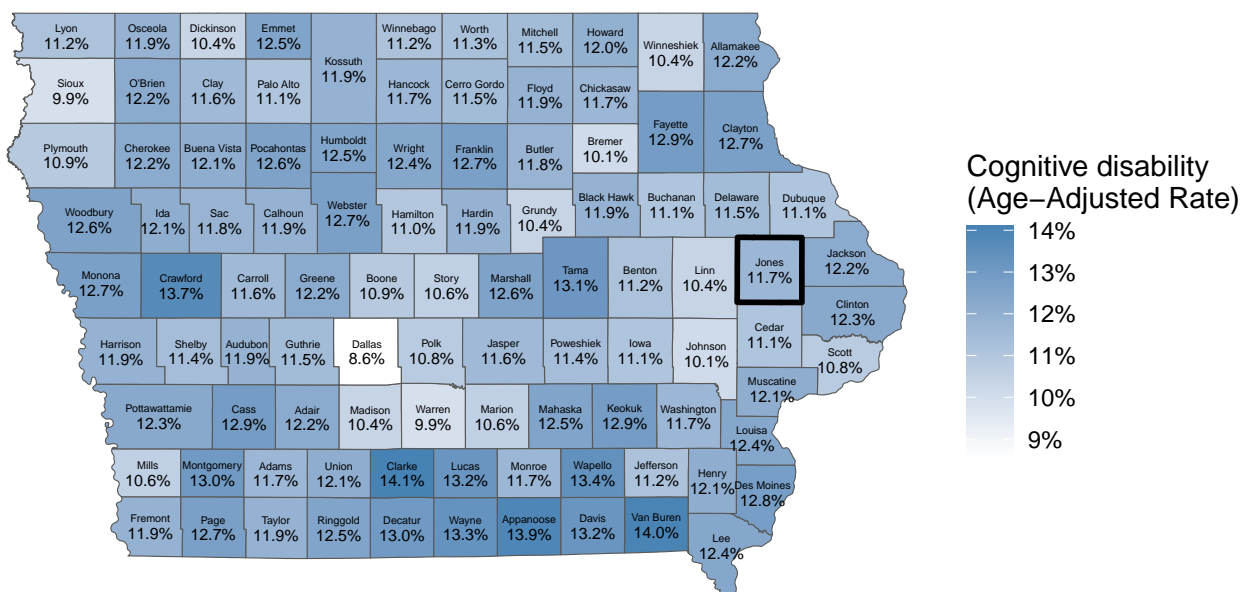 Lyon
11.2%
Osceola
11.9%
Dickinson
10.4%
Emmet
12.5%
Kossuth
11.9%
Winnebago
11.2%
Worth
11.3%
Mitchell
11.5%
Howard
12.0%
Winneshiek
10.4%
Allamakee
12.2%
Sioux
9.9%
O'Brien
12.2%
Clay
11.6%
Palo Alto
11.1%
Hancock
11.7%
Cerro Gordo
11.5%
Floyd
11.9%
Chickasaw
11.7%
Plymouth
10.9%
Cherokee
12.2%
Buena Vista
12.1%
Pocahontas
12.6%
Humboldt
12.5%
Wright
12.4%
Franklin
12.7%
Butler
11.8%
Bremer
10.1%
Fayette
12.9%
Clayton
12.7%
Woodbury
12.6%
Ida
12.1%
Sac
11.8%
Calhoun
11.9%
Webster
12.7%
Hamilton
11.0%
Hardin
11.9%
Grundy
10.4%
Black Hawk
11.9%
Buchanan
11.1%
Delaware
11.5%
Dubuque
11.1%
Monona
12.7%
Crawford
13.7%
Carroll
11.6%
Greene
12.2%
Boone
10.9%
Story
10.6%
Marshall
12.6%
Tama
13.1%
Benton
11.2%
Linn
10.4%
Jones
11.7%
Jackson
12.2%
Clinton
12.3%
Harrison
11.9%
Shelby
11.4%
Audubon
11.9%
Guthrie
11.5%
Dallas
8.6%
Polk
10.8%
Jasper
11.6%
Poweshiek
11.4%
Iowa
11.1%
Johnson
10.1%
Cedar
11.1%
Scott
10.8%
Muscatine
12.1%
Pottawattamie
12.3%
Cass
12.9%
Adair
12.2%
Madison
10.4%
Warren
9.9%
Marion
10.6%
Mahaska
12.5%
Keokuk
12.9%
Washington
11.7%
Louisa
12.4%
Mills
10.6%
Montgomery
13.0%
Adams
11.7%
Union
12.1%
Clarke
14.1%
Lucas
13.2%
Monroe
11.7%
Wapello
13.4%
Jefferson
11.2%
Henry
12.1%
Des Moines
12.8%
Fremont
11.9%
Page
12.7%
Taylor
11.9%
Ringgold
12.5%
Decatur
13.0%
Wayne
13.3%
Appanoose
13.9%
Davis
13.2%
Van Buren
14.0%
Lee
12.4%
Cognitive disability
(Age−Adjusted Rate)
14%
13%
12%
11%
10%
9%